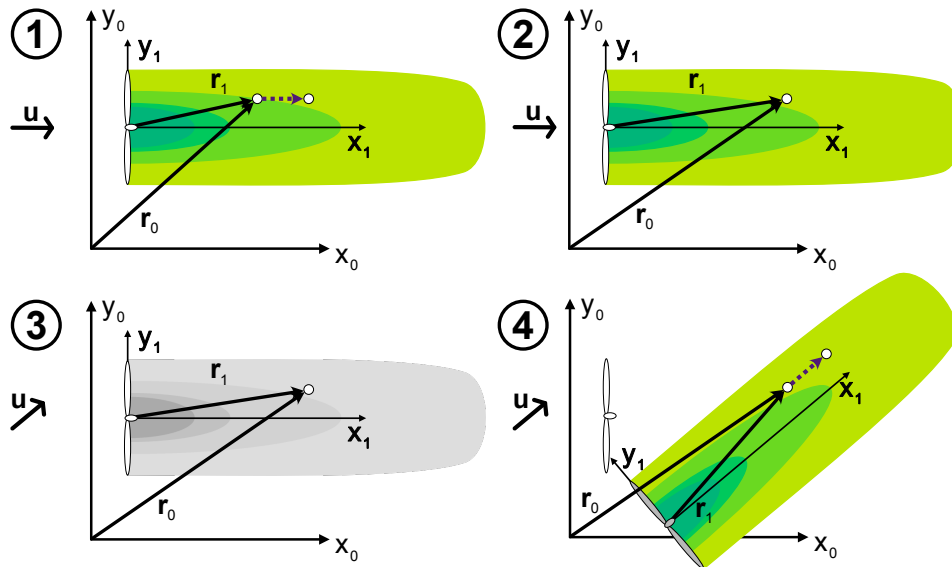 1
y₀
y₁
r₁
u
x₁
r₀
x₀
2
y₀
y₁
r₁
u
x₁
r₀
x₀
3
y₀
y₁
r₁
u
x₁
r₀
x₀
4
y₀
u
x₁
y₁
r₀
r₁
x₀